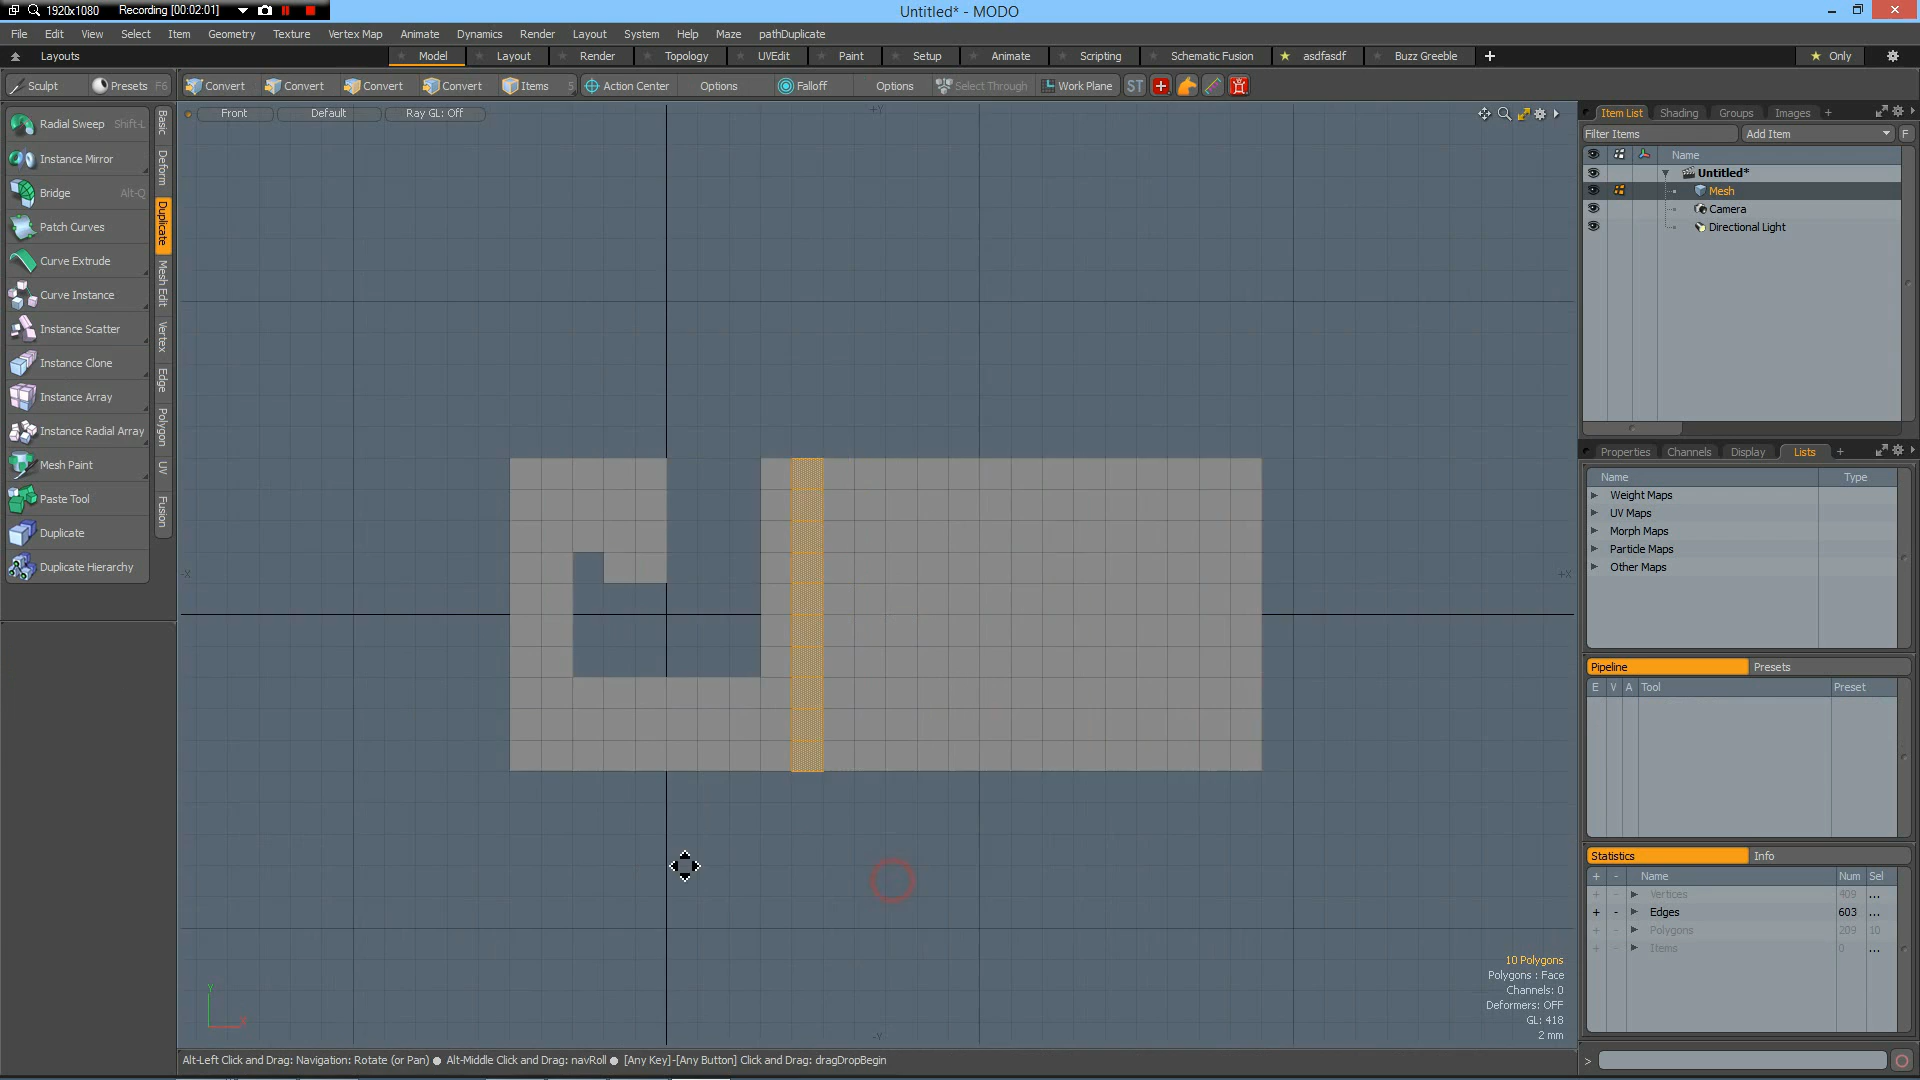 1920x1080 Recording [00:02:01]
Untitled* - MODO
File Edit View Select Item Geometry Texture Vertex Map Animate Dynamics Render Layout System Help Maze pathDuplicate
Layouts Model Layout Render Topology UVEdit Paint Setup Animate Scripting Schematic Fusion asdfasdf Buzz Greeble Only
Sculpt Presets F6 Convert Convert Convert Convert Items 5 Action Center Options Falloff Options Select Through Work Plane ST
Front Default Ray GL: Off
+Y
-X
+X
-Y
Radial Sweep Shift-L
Instance Mirror
Bridge Alt-Q
Patch Curves
Curve Extrude
Curve Instance
Instance Scatter
Instance Clone
Instance Array
Instance Radial Array
Mesh Paint
Paste Tool
Duplicate
Duplicate Hierarchy
Basic
Deform
Duplicate
Mesh Edit
Vertex
Edge
Polygon
UV
Fusion
Item List Shading Groups Images +
Filter Items Add Item F
Name
Untitled*
Mesh
Camera
Directional Light
Properties Channels Display Lists +
Name Type
Weight Maps
UV Maps
Morph Maps
Particle Maps
Other Maps
Pipeline Presets
E V A Tool Preset
Statistics Info
+ - Name Num Sel
+ - Vertices 409 ...
+ - Edges 603 ...
+ - Polygons 209 10
+ - Items 0 ...
10 Polygons
Polygons : Face
Channels: 0
Deformers: OFF
GL: 418
2 mm
Y
X
Alt-Left Click and Drag: Navigation: Rotate (or Pan) ● Alt-Middle Click and Drag: navRoll ● [Any Key]-[Any Button] Click and Drag: dragDropBegin
>